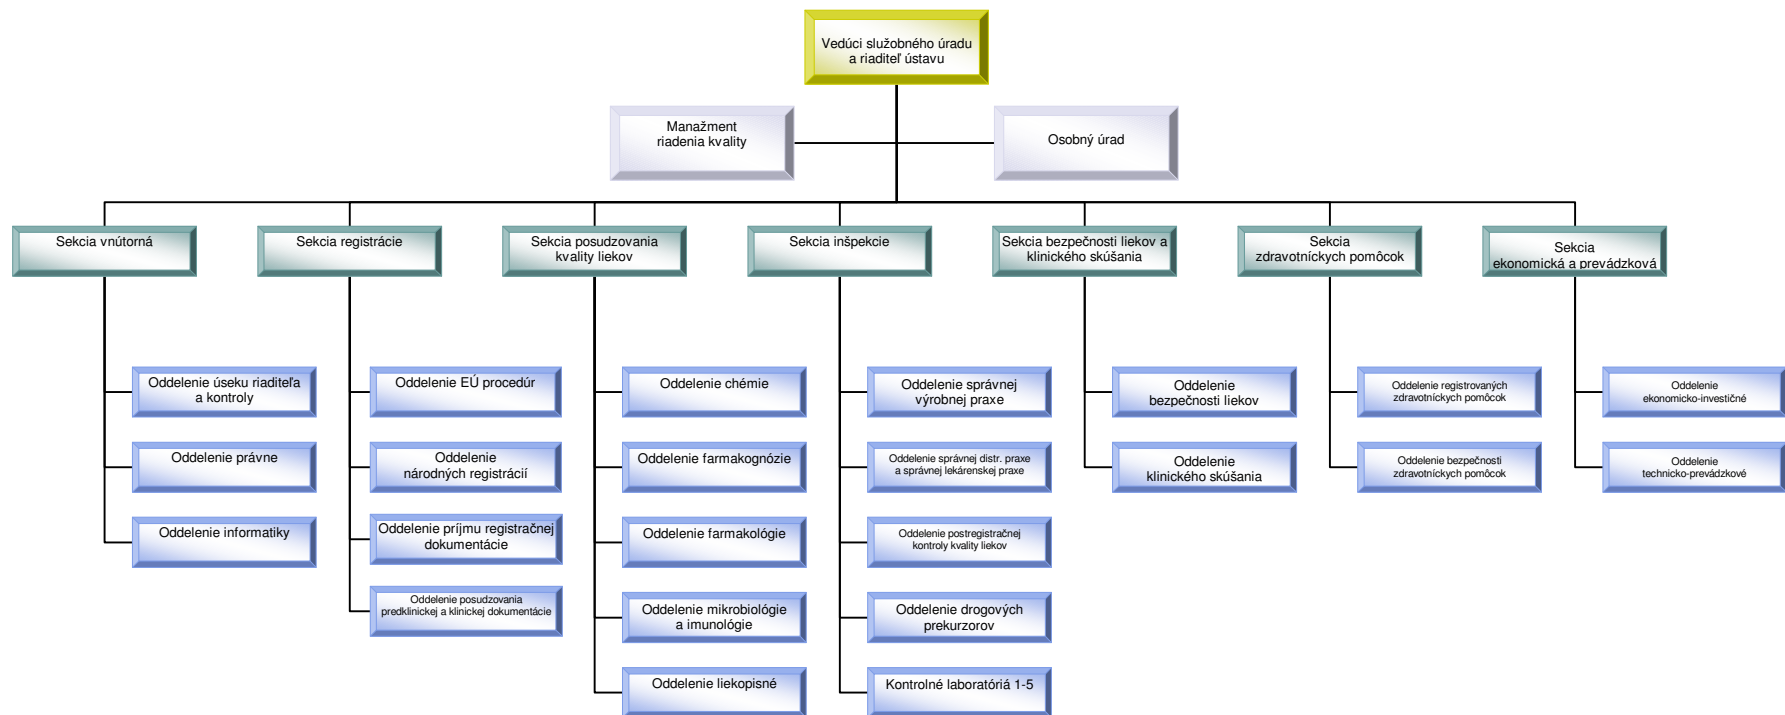 Vedúci služobného úradu
a riaditeľ ústavu
Manažment
riadenia kvality
Osobný úrad
Sekcia vnútorná
Sekcia registrácie
Sekcia posudzovania
kvality liekov
Sekcia inšpekcie
Sekcia bezpečnosti liekov a
klinického skúšania
Sekcia
zdravotníckych pomôcok
Sekcia
ekonomická a prevádzková
Oddelenie úseku riaditeľa
a kontroly
Oddelenie právne
Oddelenie informatiky
Oddelenie EÚ procedúr
Oddelenie
národných registrácií
Oddelenie príjmu registračnej
dokumentácie
Oddelenie posudzovania
predklinickej a klinickej dokumentácie
Oddelenie chémie
Oddelenie farmakognózie
Oddelenie farmakológie
Oddelenie mikrobiológie
a imunológie
Oddelenie liekopisné
Oddelenie správnej
výrobnej praxe
Oddelenie správnej distr. praxe
a správnej lekárenskej praxe
Oddelenie postregistračnej
kontroly kvality liekov
Oddelenie drogových
prekurzorov
Kontrolné laboratóriá 1-5
Oddelenie
bezpečnosti liekov
Oddelenie
klinického skúšania
Oddelenie registrovaných
zdravotníckych pomôcok
Oddelenie bezpečnosti
zdravotníckych pomôcok
Oddelenie
ekonomicko-investičné
Oddelenie
technicko-prevádzkové